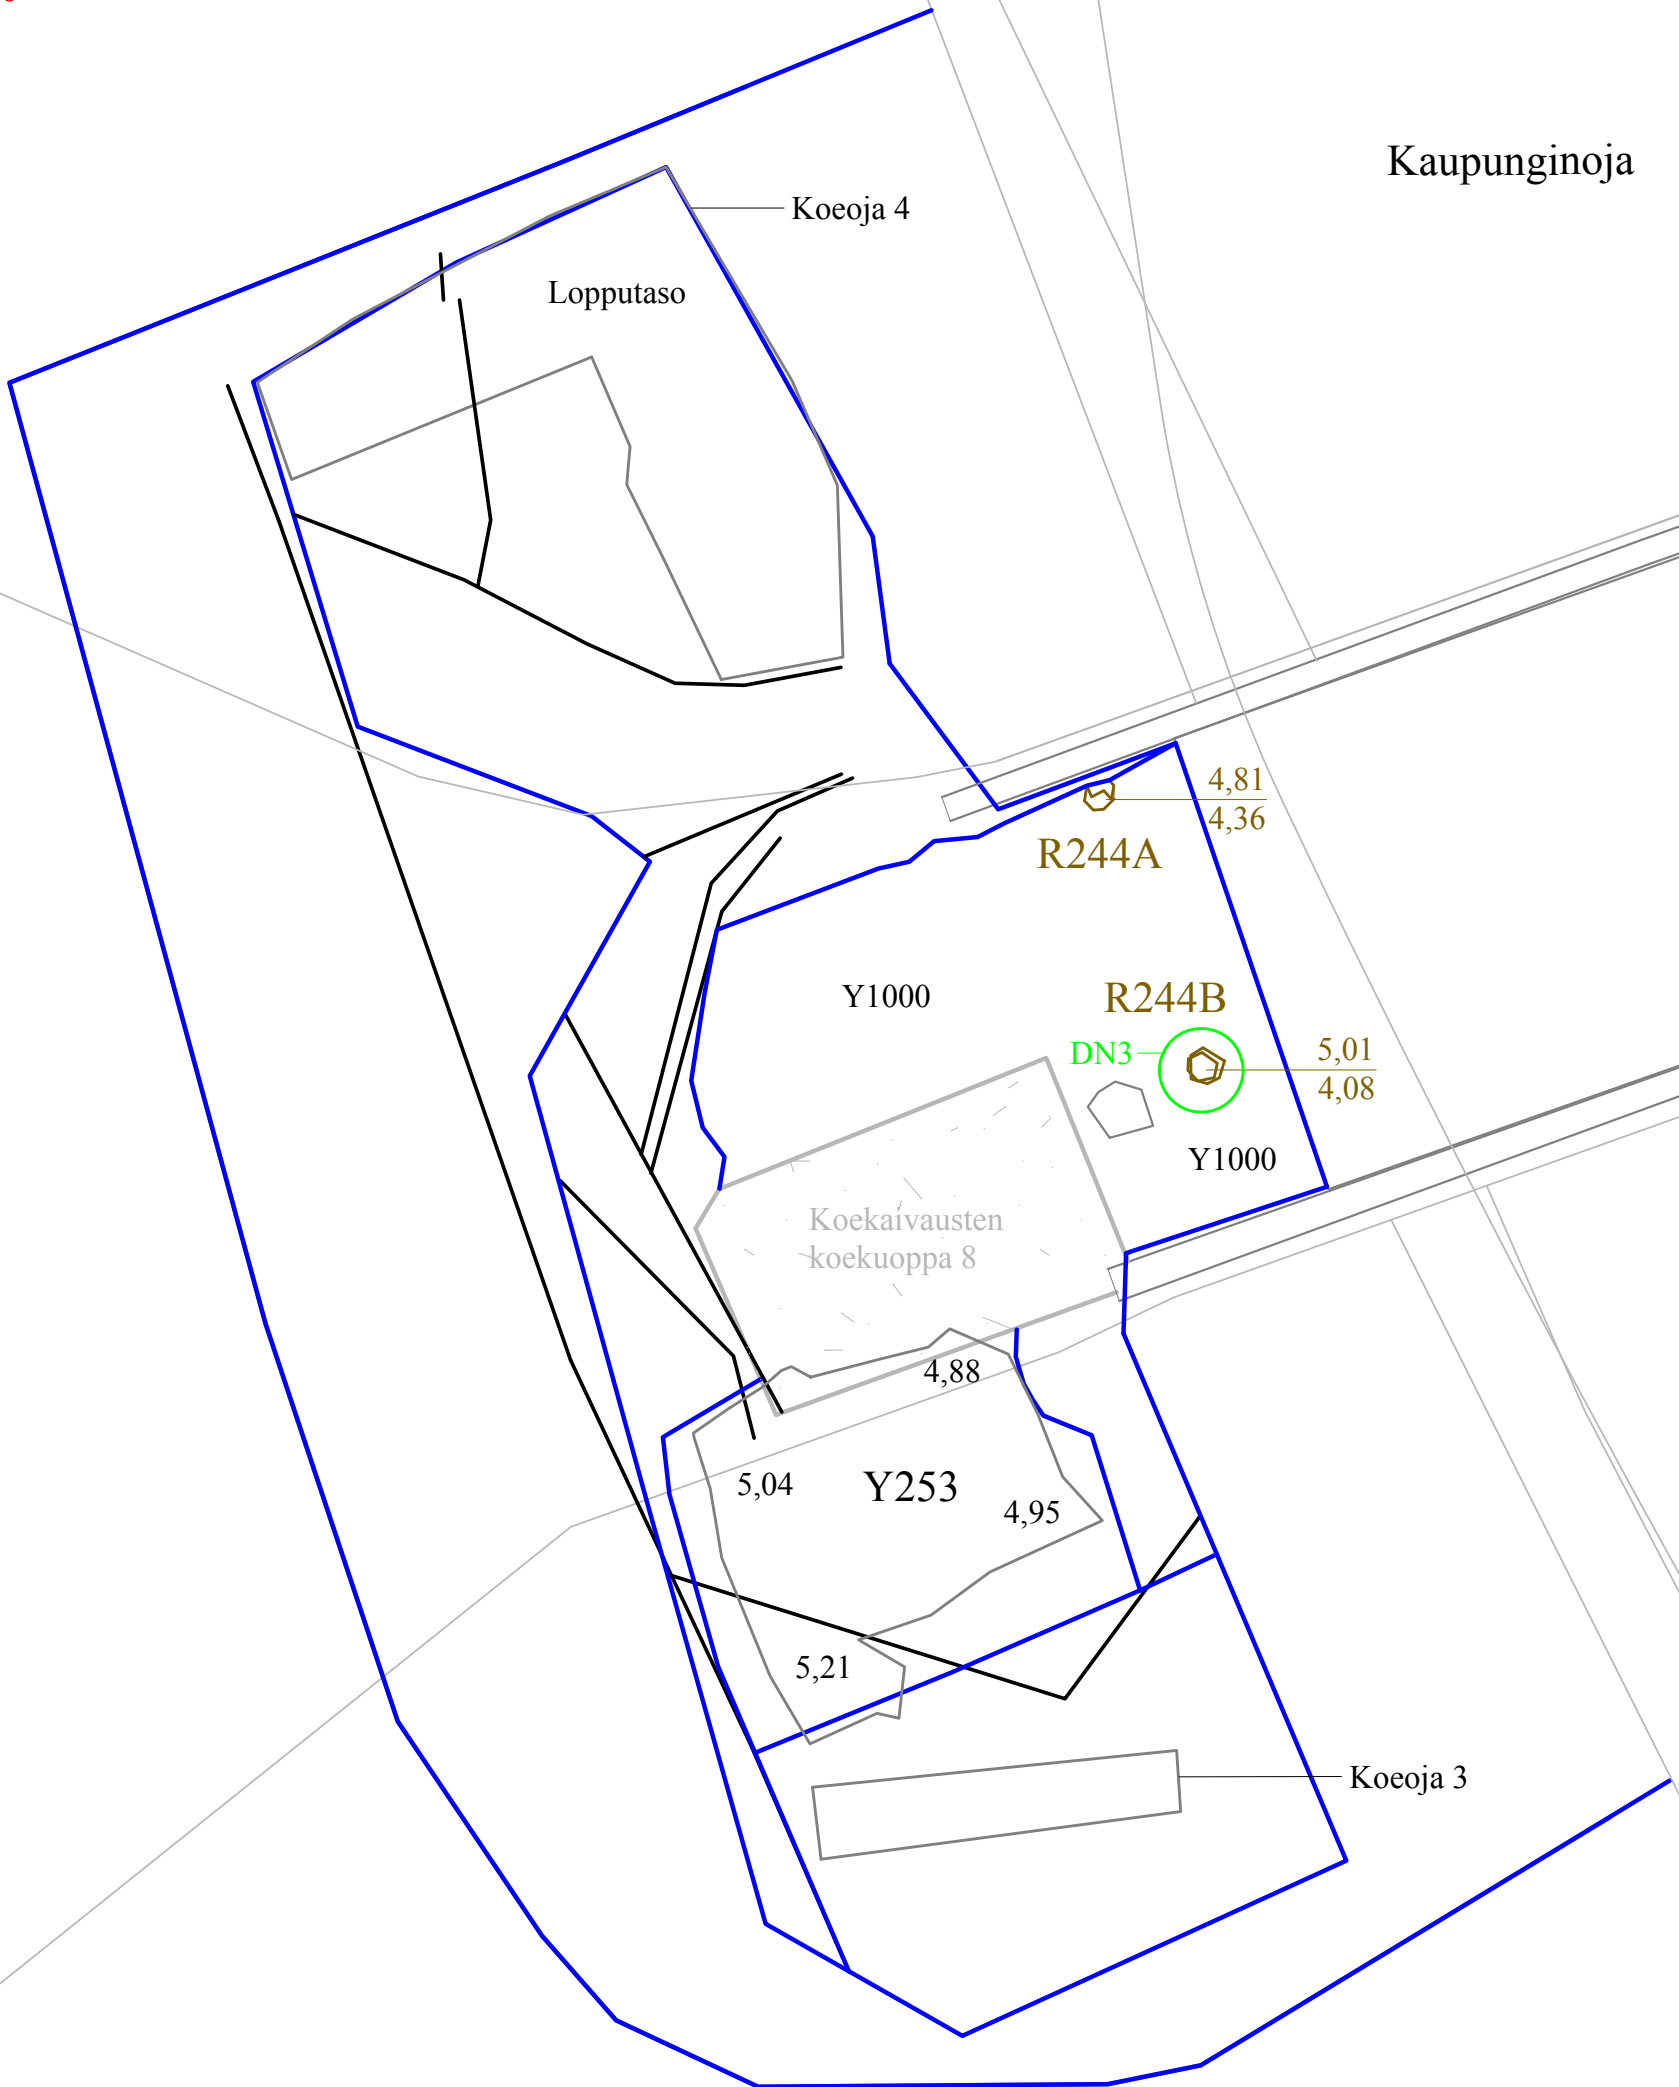 Kaupunginoja
Koeoja 4
Lopputaso
4,81
4,36
R244A
Y1000
R244B
DN3
5,01
4,08
Y1000
Koekaivausten
koekuoppa 8
4,88
5,04
Y253
4,95
5,21
Koeoja 3